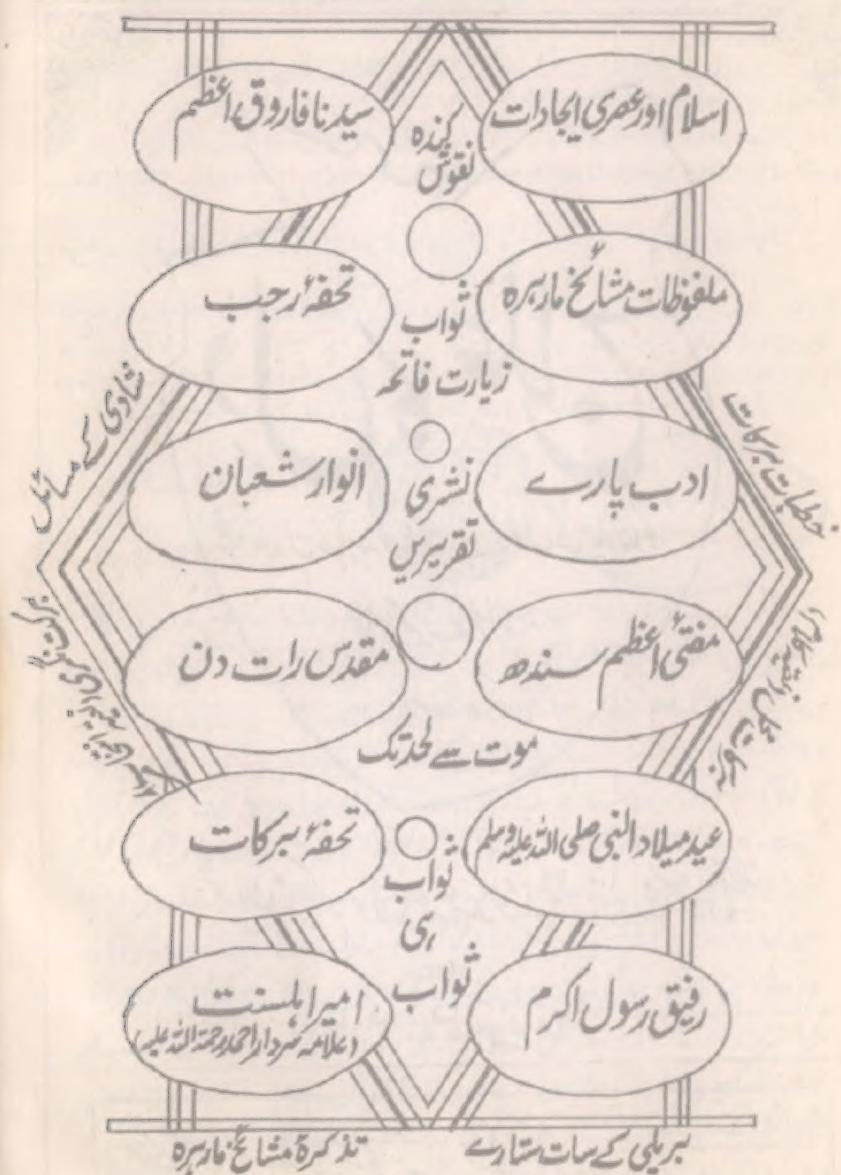 اسلام اور عصری ایجادات
سیدنا فاروق اعظم
کندہ
نقوش
ملفوظات مشائخ مارہرہ
تحفۂ رجب
ثواب
زیارت فاتحہ
خطبات برکات
شادی کے مسائل
ادب پارے
انوار شعبان
نشری
تقریریں
مفتیٔ اعظم سندھ
مقدس رات دن
موت سے لحد تک
عید میلاد النبی صلی اللہ علیہ وسلم
تحفۂ برکات
ثواب
ہی
ثواب
رفیق رسول اکرم
امیر اہلسنت
(علامہ سردار احمد رحمۃ اللہ علیہ)
بریلی کے سات ستارے
تذکرۂ مشائخ مارہرہ